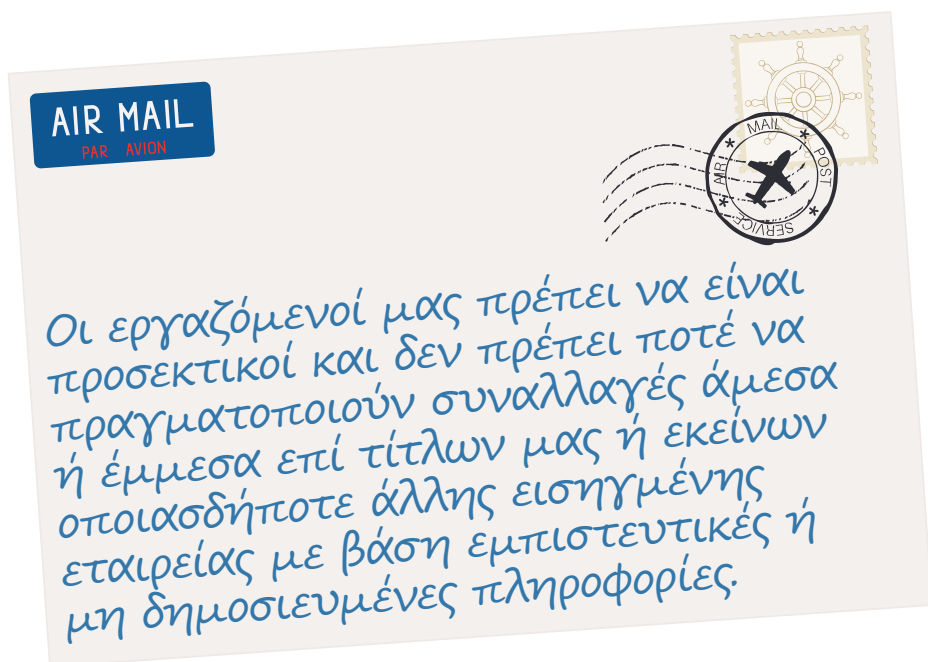 AIR MAIL
PAR AVION
AIR MAIL POST SERVICE
Οι εργαζόμενοί μας πρέπει να είναι
προσεκτικοί και δεν πρέπει ποτέ να
πραγματοποιούν συναλλαγές άμεσα
ή έμμεσα επί τίτλων μας ή εκείνων
οποιασδήποτε άλλης εισηγμένης
εταιρείας με βάση εμπιστευτικές ή
μη δημοσιευμένες πληροφορίες.